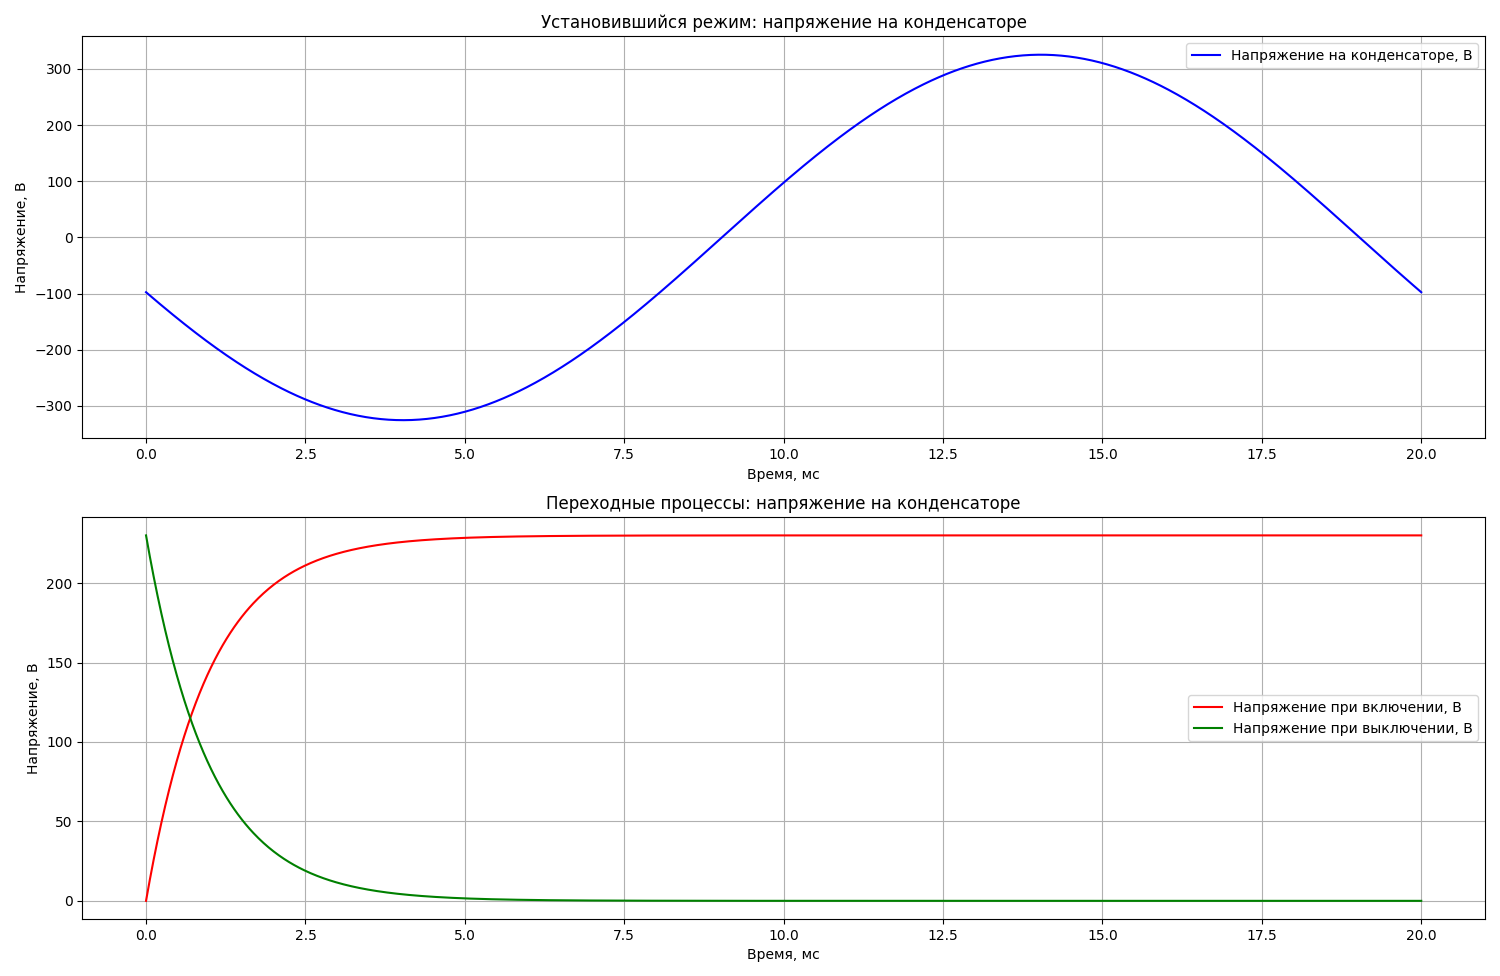 Установившийся режим: напряжение на конденсаторе
Напряжение на конденсаторе, В
Напряжение, В
300
200
100
0
−100
−200
−300
0.0 2.5 5.0 7.5 10.0 12.5 15.0 17.5 20.0
Время, мс
Переходные процессы: напряжение на конденсаторе
Напряжение, В
200
150
100
50
0
Напряжение при включении, В
Напряжение при выключении, В
0.0 2.5 5.0 7.5 10.0 12.5 15.0 17.5 20.0
Время, мс